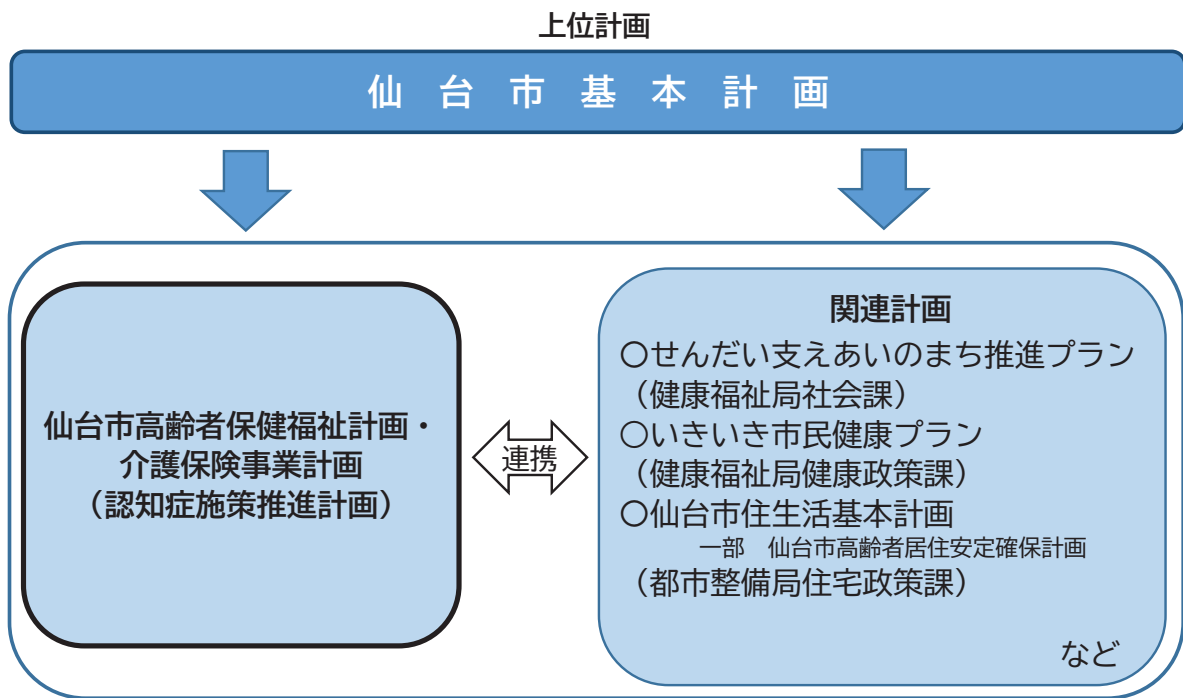 上位計画
仙台市基本計画
仙台市高齢者保健福祉計画・
介護保険事業計画
（認知症施策推進計画）
連携
関連計画
〇せんだい支えあいのまち推進プラン
（健康福祉局社会課）
〇いきいき市民健康プラン
（健康福祉局健康政策課）
〇仙台市住生活基本計画
一部　仙台市高齢者居住安定確保計画
（都市整備局住宅政策課）
など